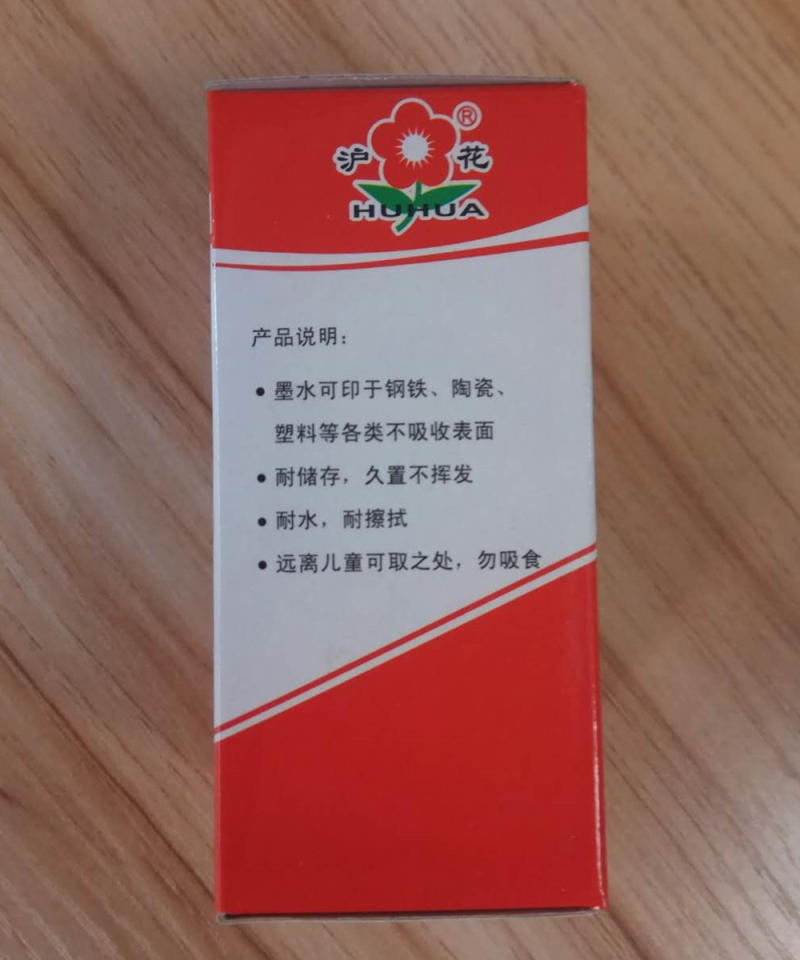 沪花®
HUHUA
产品说明：
● 墨水可印于钢铁、陶瓷、
塑料等各类不吸收表面
● 耐储存，久置不挥发
● 耐水，耐擦拭
● 远离儿童可取之处，勿吸食